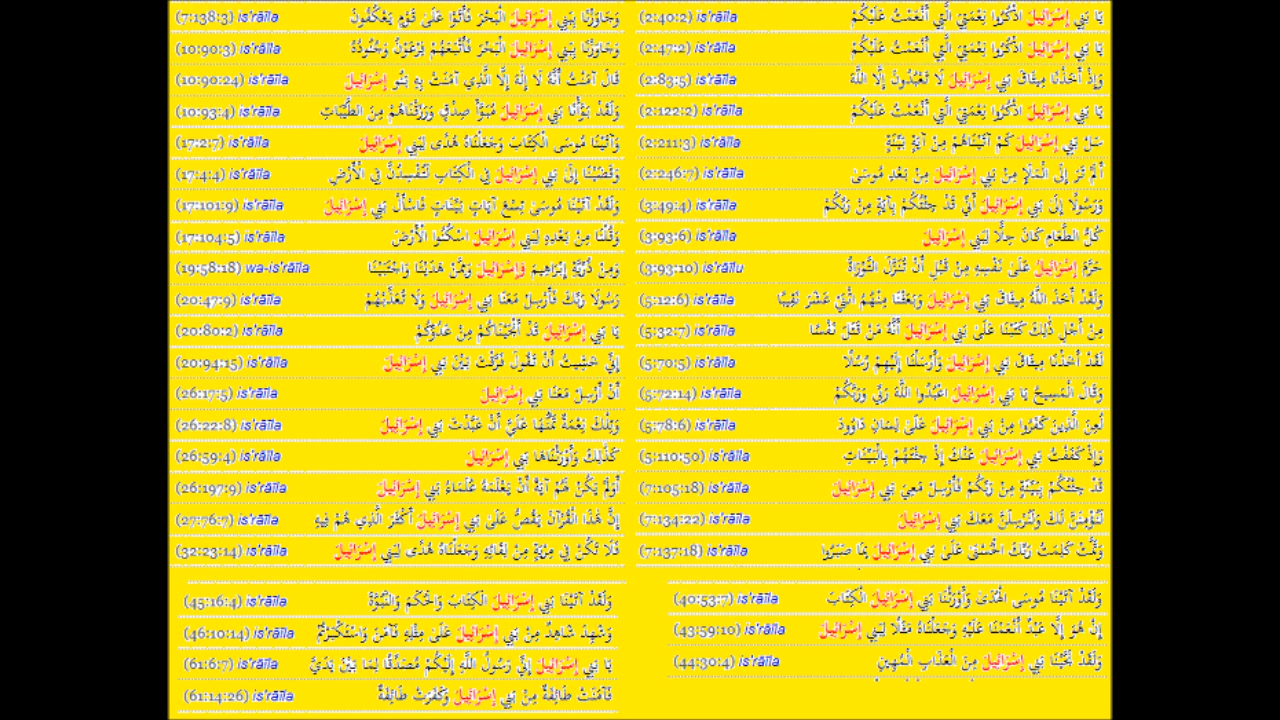 (2:40:2) is'rāīla يَا بَنِي إِسْرَائِيلَ اذْكُرُوا نِعْمَتِيَ الَّتِي أَنْعَمْتُ عَلَيْكُمْ
(2:47:2) is'rāīla يَا بَنِي إِسْرَائِيلَ اذْكُرُوا نِعْمَتِيَ الَّتِي أَنْعَمْتُ عَلَيْكُمْ
(2:83:5) is'rāīla وَإِذْ أَخَذْنَا مِيثَاقَ بَنِي إِسْرَائِيلَ لَا تَعْبُدُونَ إِلَّا اللَّهَ
(2:122:2) is'rāīla يَا بَنِي إِسْرَائِيلَ اذْكُرُوا نِعْمَتِيَ الَّتِي أَنْعَمْتُ عَلَيْكُمْ
(2:211:3) is'rāīla سَلْ بَنِي إِسْرَائِيلَ كَمْ آتَيْنَاهُمْ مِنْ آيَةٍ بَيِّنَةٍ
(2:246:7) is'rāīla أَلَمْ تَرَ إِلَى الْمَلَإِ مِنْ بَنِي إِسْرَائِيلَ مِنْ بَعْدِ مُوسَى
(3:49:4) is'rāīla وَرَسُولًا إِلَى بَنِي إِسْرَائِيلَ أَنِّي قَدْ جِئْتُكُمْ بِآيَةٍ مِنْ رَبِّكُمْ
(3:93:6) is'rāīla كُلُّ الطَّعَامِ كَانَ حِلًّا لِبَنِي إِسْرَائِيلَ
(3:93:10) is'rāīlu حَرَّمَ إِسْرَائِيلُ عَلَى نَفْسِهِ مِنْ قَبْلِ أَنْ تُنَزَّلَ التَّوْرَاةُ
(5:12:6) is'rāīla وَلَقَدْ أَخَذَ اللَّهُ مِيثَاقَ بَنِي إِسْرَائِيلَ وَبَعَثْنَا مِنْهُمُ اثْنَيْ عَشَرَ نَقِيبًا
(5:32:7) is'rāīla مِنْ أَجْلِ ذَلِكَ كَتَبْنَا عَلَى بَنِي إِسْرَائِيلَ أَنَّهُ مَنْ قَتَلَ نَفْسًا
(5:70:5) is'rāīla لَقَدْ أَخَذْنَا مِيثَاقَ بَنِي إِسْرَائِيلَ وَأَرْسَلْنَا إِلَيْهِمْ رُسُلًا
(5:72:14) is'rāīla وَقَالَ الْمَسِيحُ يَا بَنِي إِسْرَائِيلَ اعْبُدُوا اللَّهَ رَبِّي وَرَبَّكُمْ
(5:78:6) is'rāīla لُعِنَ الَّذِينَ كَفَرُوا مِنْ بَنِي إِسْرَائِيلَ عَلَى لِسَانِ دَاوُودَ
(5:110:50) is'rāīla وَإِذْ كَفَفْتُ بَنِي إِسْرَائِيلَ عَنْكَ إِذْ جِئْتَهُمْ بِالْبَيِّنَاتِ
(7:105:18) is'rāīla قَدْ جِئْتُكُمْ بِبَيِّنَةٍ مِنْ رَبِّكُمْ فَأَرْسِلْ مَعِيَ بَنِي إِسْرَائِيلَ
(7:134:22) is'rāīla لَنُؤْمِنَنَّ لَكَ وَلَنُرْسِلَنَّ مَعَكَ بَنِي إِسْرَائِيلَ
(7:137:18) is'rāīla وَتَمَّتْ كَلِمَتُ رَبِّكَ الْحُسْنَى عَلَى بَنِي إِسْرَائِيلَ بِمَا صَبَرُوا
(40:53:7) is'rāīla وَلَقَدْ آتَيْنَا مُوسَى الْهُدَى وَأَوْرَثْنَا بَنِي إِسْرَائِيلَ الْكِتَابَ
(43:59:10) is'rāīla إِنْ هُوَ إِلَّا عَبْدٌ أَنْعَمْنَا عَلَيْهِ وَجَعَلْنَاهُ مَثَلًا لِبَنِي إِسْرَائِيلَ
(44:30:4) is'rāīla وَلَقَدْ نَجَّيْنَا بَنِي إِسْرَائِيلَ مِنَ الْعَذَابِ الْمُهِينِ
(7:138:3) is'rāīla وَجَاوَزْنَا بِبَنِي إِسْرَائِيلَ الْبَحْرَ فَأَتَوْا عَلَى قَوْمٍ يَعْكُفُونَ
(10:90:3) is'rāīla وَجَاوَزْنَا بِبَنِي إِسْرَائِيلَ الْبَحْرَ فَأَتْبَعَهُمْ فِرْعَوْنُ وَجُنُودُهُ
(10:90:24) is'rāīla قَالَ آمَنْتُ أَنَّهُ لَا إِلَهَ إِلَّا الَّذِي آمَنَتْ بِهِ بَنُو إِسْرَائِيلَ
(10:93:4) is'rāīla وَلَقَدْ بَوَّأْنَا بَنِي إِسْرَائِيلَ مُبَوَّأَ صِدْقٍ وَرَزَقْنَاهُمْ مِنَ الطَّيِّبَاتِ
(17:2:7) is'rāīla وَآتَيْنَا مُوسَى الْكِتَابَ وَجَعَلْنَاهُ هُدًى لِبَنِي إِسْرَائِيلَ
(17:4:4) is'rāīla وَقَضَيْنَا إِلَى بَنِي إِسْرَائِيلَ فِي الْكِتَابِ لَتُفْسِدُنَّ فِي الْأَرْضِ
(17:101:9) is'rāīla وَلَقَدْ آتَيْنَا مُوسَى تِسْعَ آيَاتٍ بَيِّنَاتٍ فَاسْأَلْ بَنِي إِسْرَائِيلَ
(17:104:5) is'rāīla وَقُلْنَا مِنْ بَعْدِهِ لِبَنِي إِسْرَائِيلَ اسْكُنُوا الْأَرْضَ
(19:58:18) wa-is'rāīla وَمِنْ ذُرِّيَّةِ إِبْرَاهِيمَ وَإِسْرَائِيلَ وَمِمَّنْ هَدَيْنَا وَاجْتَبَيْنَا
(20:47:9) is'rāīla رَسُولَا رَبِّكَ فَأَرْسِلْ مَعَنَا بَنِي إِسْرَائِيلَ وَلَا تُعَذِّبْهُمْ
(20:80:2) is'rāīla يَا بَنِي إِسْرَائِيلَ قَدْ أَنْجَيْنَاكُمْ مِنْ عَدُوِّكُمْ
(20:94:15) is'rāīla إِنِّي خَشِيتُ أَنْ تَقُولَ فَرَّقْتَ بَيْنَ بَنِي إِسْرَائِيلَ
(26:17:5) is'rāīla أَنْ أَرْسِلْ مَعَنَا بَنِي إِسْرَائِيلَ
(26:22:8) is'rāīla وَتِلْكَ نِعْمَةٌ تَمُنُّهَا عَلَيَّ أَنْ عَبَّدْتَ بَنِي إِسْرَائِيلَ
(26:59:4) is'rāīla كَذَلِكَ وَأَوْرَثْنَاهَا بَنِي إِسْرَائِيلَ
(26:197:9) is'rāīla أَوَلَمْ يَكُنْ لَهُمْ آيَةً أَنْ يَعْلَمَهُ عُلَمَاءُ بَنِي إِسْرَائِيلَ
(27:76:7) is'rāīla إِنَّ هَذَا الْقُرْآنَ يَقُصُّ عَلَى بَنِي إِسْرَائِيلَ أَكْثَرَ الَّذِي هُمْ فِيهِ
(32:23:14) is'rāīla فَلَا تَكُنْ فِي مِرْيَةٍ مِنْ لِقَائِهِ وَجَعَلْنَاهُ هُدًى لِبَنِي إِسْرَائِيلَ
(45:16:4) is'rāīla وَلَقَدْ آتَيْنَا بَنِي إِسْرَائِيلَ الْكِتَابَ وَالْحُكْمَ وَالنُّبُوَّةَ
(46:10:14) is'rāīla وَشَهِدَ شَاهِدٌ مِنْ بَنِي إِسْرَائِيلَ عَلَى مِثْلِهِ فَآمَنَ وَاسْتَكْبَرْتُمْ
(61:6:7) is'rāīla يَا بَنِي إِسْرَائِيلَ إِنِّي رَسُولُ اللَّهِ إِلَيْكُمْ مُصَدِّقًا لِمَا بَيْنَ يَدَيَّ
(61:14:26) is'rāīla فَآمَنَتْ طَائِفَةٌ مِنْ بَنِي إِسْرَائِيلَ وَكَفَرَتْ طَائِفَةٌ